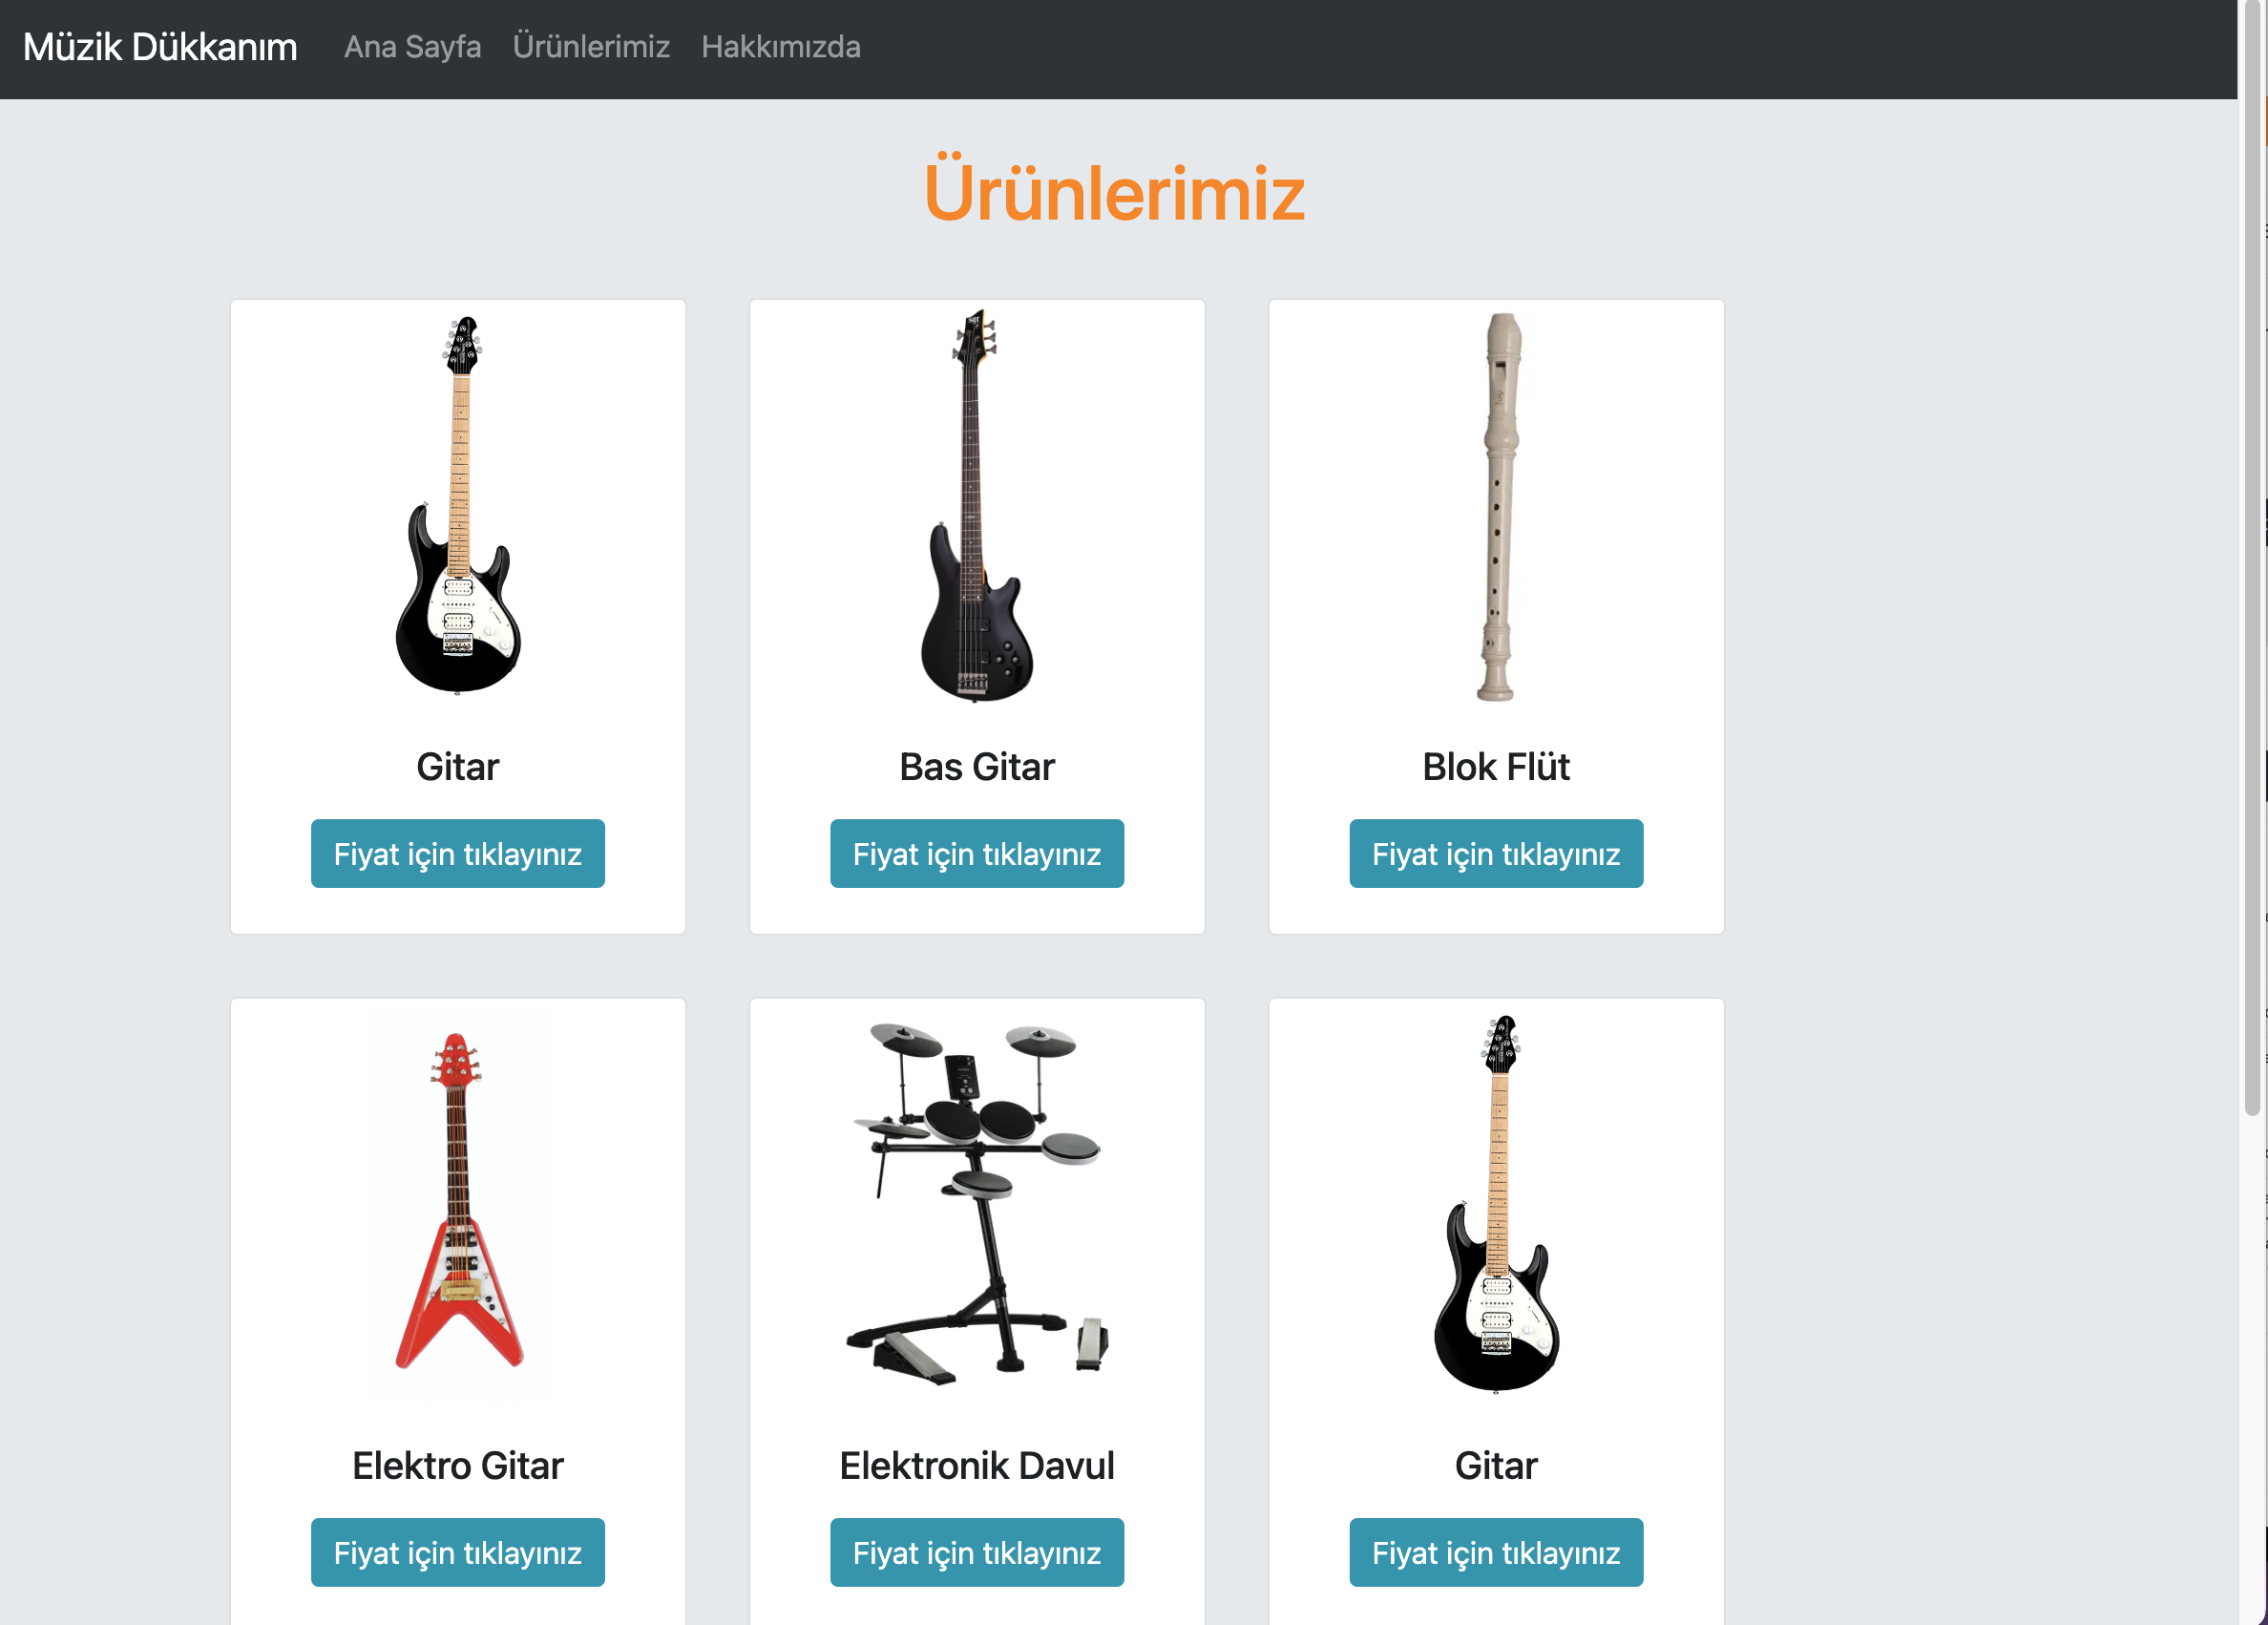 Müzik Dükkanım Ana Sayfa Ürünlerimiz Hakkımızda
Ürünlerimiz
Gitar
Fiyat için tıklayınız
Bas Gitar
Fiyat için tıklayınız
Blok Flüt
Fiyat için tıklayınız
Elektro Gitar
Fiyat için tıklayınız
Elektronik Davul
Fiyat için tıklayınız
Gitar
Fiyat için tıklayınız